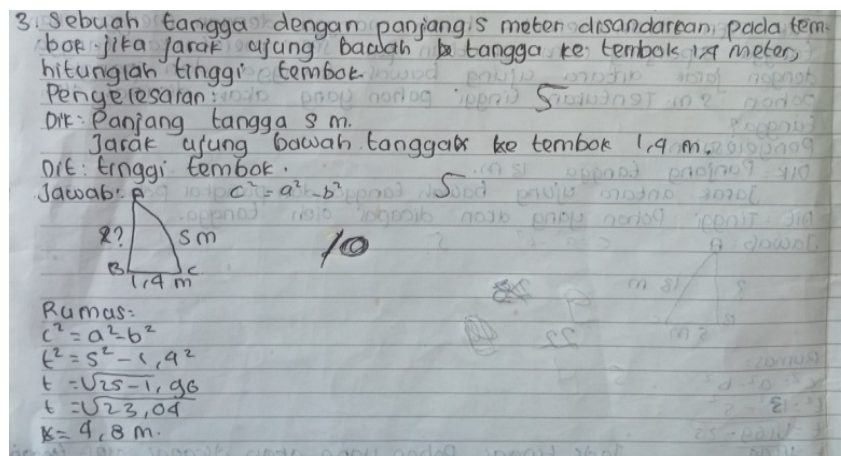 3. Sebuah tangga dengan panjang 5 meter disandarkan pada tem-
bok. jika jarak ujung bawah tangga ke tembok 1,4 meter,
hitunglah tinggi tembok.
Penyelesaian: 5
Dik: Panjang tangga 5 m.
Jarak ujung bawah tangga ke tembok 1,4 m.
Dit: tinggi tembok.
Jawab: A c² = a² - b² 5
? 5 m 10
B C
1,4 m
Rumus:
c² = a² - b²
t² = 5² - 1,4²
t = √25 - 1,96
t = √23,04
= 4,8 m.